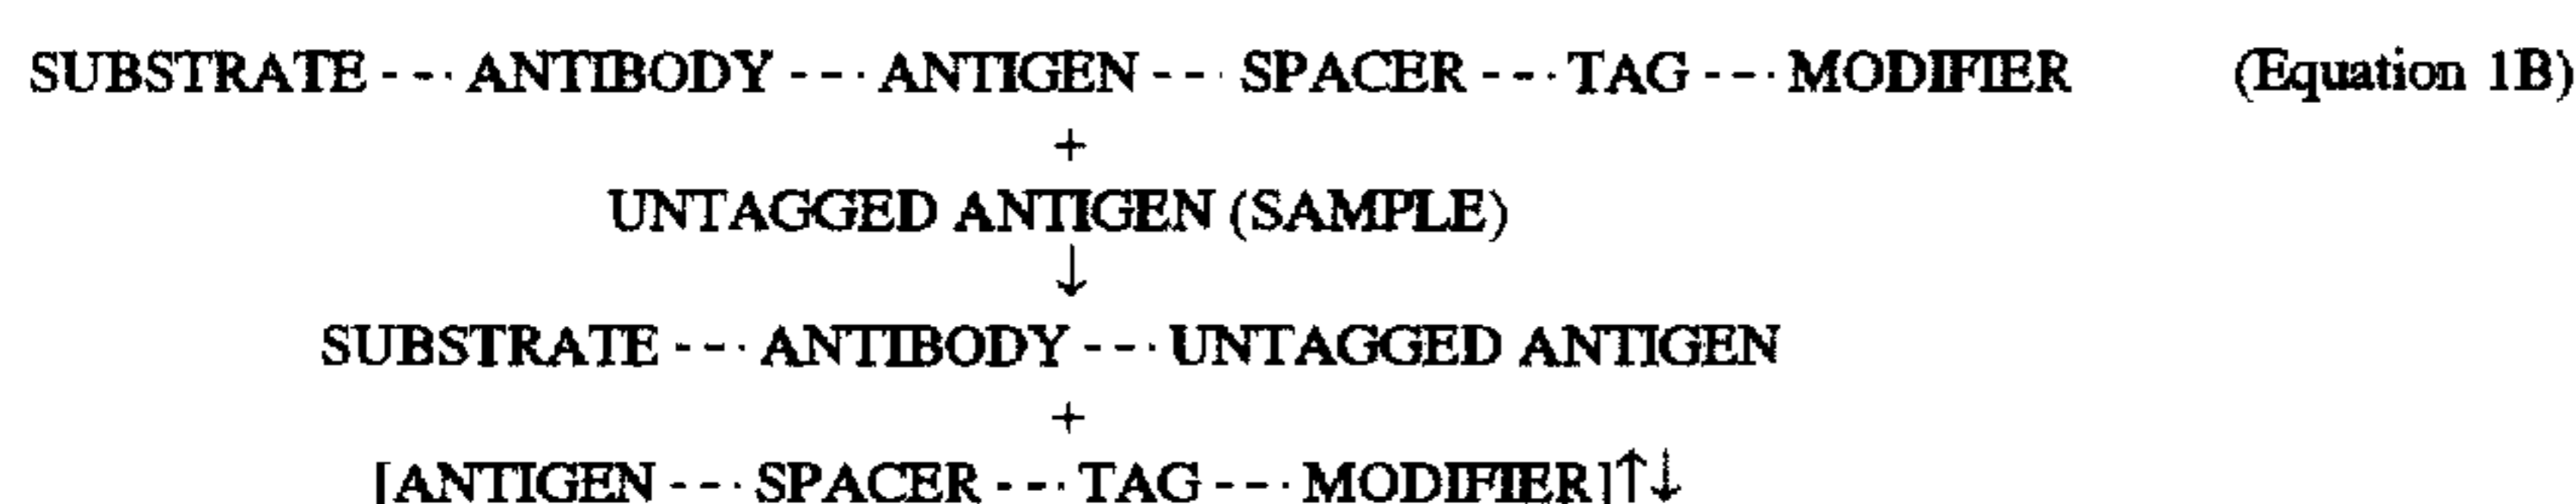 SUBSTRATE --- ANTIBODY --- ANTIGEN --- SPACER --- TAG --- MODIFIER (Equation 1B)
+
UNTAGGED ANTIGEN (SAMPLE)
↓
SUBSTRATE --- ANTIBODY --- UNTAGGED ANTIGEN
+
[ANTIGEN --- SPACER --- TAG --- MODIFIER]↑↓